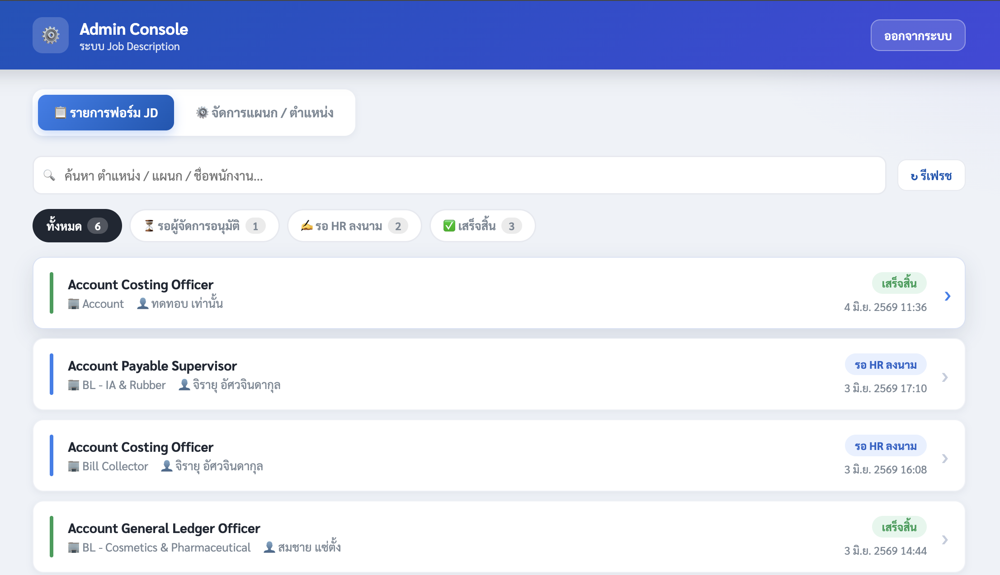 Admin Console
ระบบ Job Description
ออกจากระบบ
รายการฟอร์ม JD
จัดการแผนก / ตำแหน่ง
ค้นหา ตำแหน่ง / แผนก / ชื่อพนักงาน...
↻ รีเฟรช
ทั้งหมด 6
รอผู้จัดการอนุมัติ 1
รอ HR ลงนาม 2
เสร็จสิ้น 3
Account Costing Officer
Account ทดทอบ เท่านั้น
เสร็จสิ้น
4 มิ.ย. 2569 11:36
Account Payable Supervisor
BL - IA & Rubber จิรายุ อัศวจินดากุล
รอ HR ลงนาม
3 มิ.ย. 2569 17:10
Account Costing Officer
Bill Collector จิรายุ อัศวจินดากุล
รอ HR ลงนาม
3 มิ.ย. 2569 16:08
Account General Ledger Officer
BL - Cosmetics & Pharmaceutical สมชาย แซ่ตั้ง
เสร็จสิ้น
3 มิ.ย. 2569 14:44